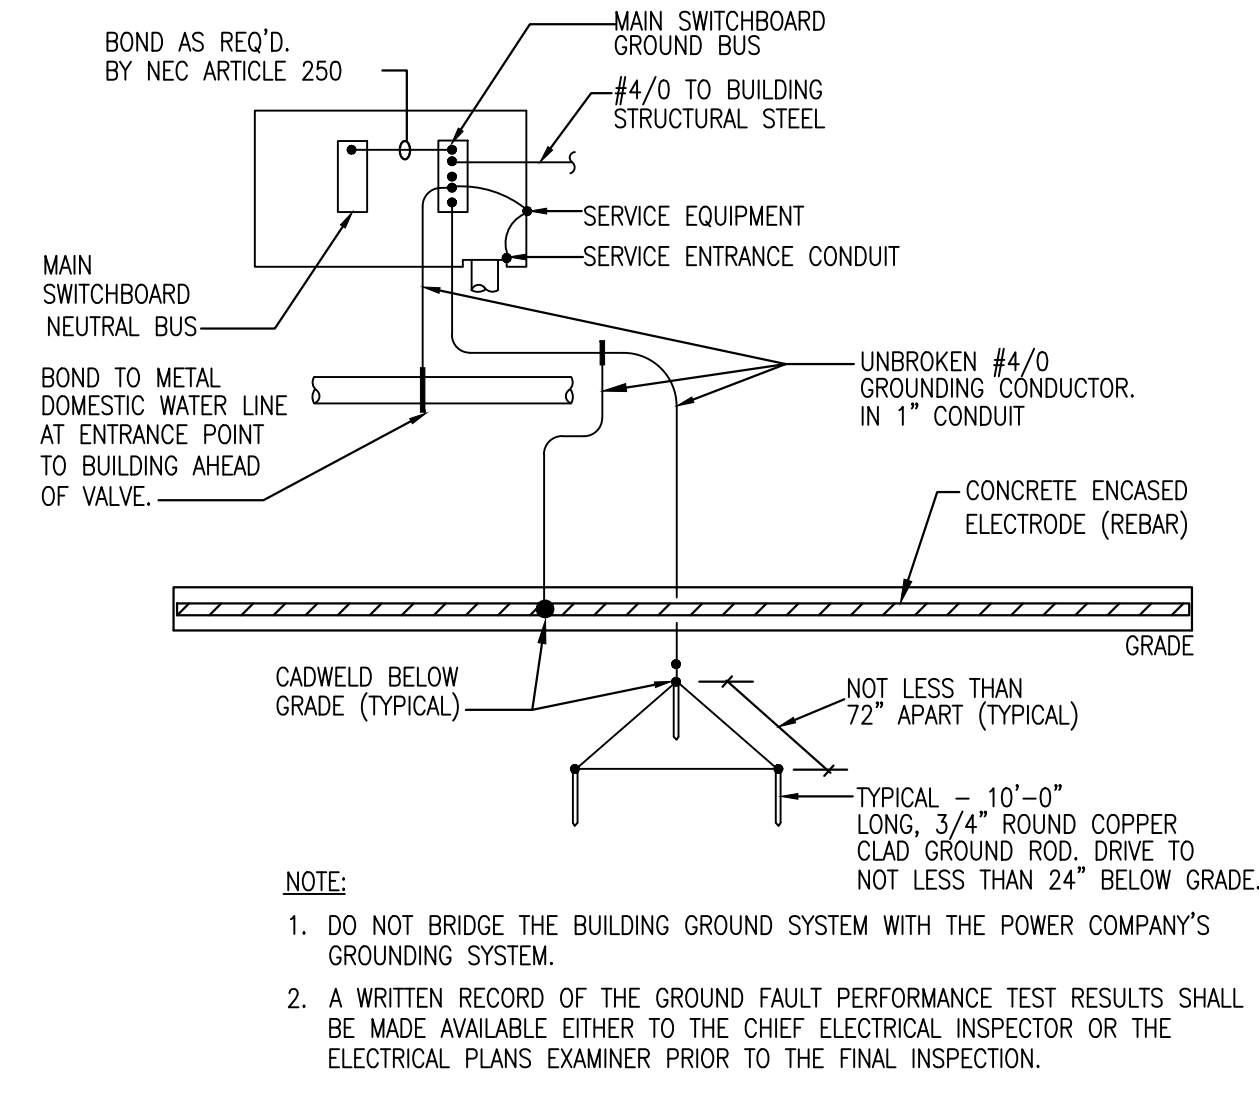 MAIN SWITCHBOARD
GROUND BUS
BOND AS REQ'D.
BY NEC ARTICLE 250
#4/0 TO BUILDING
STRUCTURAL STEEL
SERVICE EQUIPMENT
SERVICE ENTRANCE CONDUIT
MAIN
SWITCHBOARD
NEUTRAL BUS
BOND TO METAL
DOMESTIC WATER LINE
AT ENTRANCE POINT
TO BUILDING AHEAD
OF VALVE.
UNBROKEN #4/0
GROUNDING CONDUCTOR.
IN 1" CONDUIT
CONCRETE ENCASED
ELECTRODE (REBAR)
GRADE
CADWELD BELOW
GRADE (TYPICAL)
NOT LESS THAN
72" APART (TYPICAL)
TYPICAL - 10'-0"
LONG, 3/4" ROUND COPPER
CLAD GROUND ROD. DRIVE TO
NOT LESS THAN 24" BELOW GRADE.
NOTE:
1. DO NOT BRIDGE THE BUILDING GROUND SYSTEM WITH THE POWER COMPANY'S
GROUNDING SYSTEM.
2. A WRITTEN RECORD OF THE GROUND FAULT PERFORMANCE TEST RESULTS SHALL
BE MADE AVAILABLE EITHER TO THE CHIEF ELECTRICAL INSPECTOR OR THE
ELECTRICAL PLANS EXAMINER PRIOR TO THE FINAL INSPECTION.